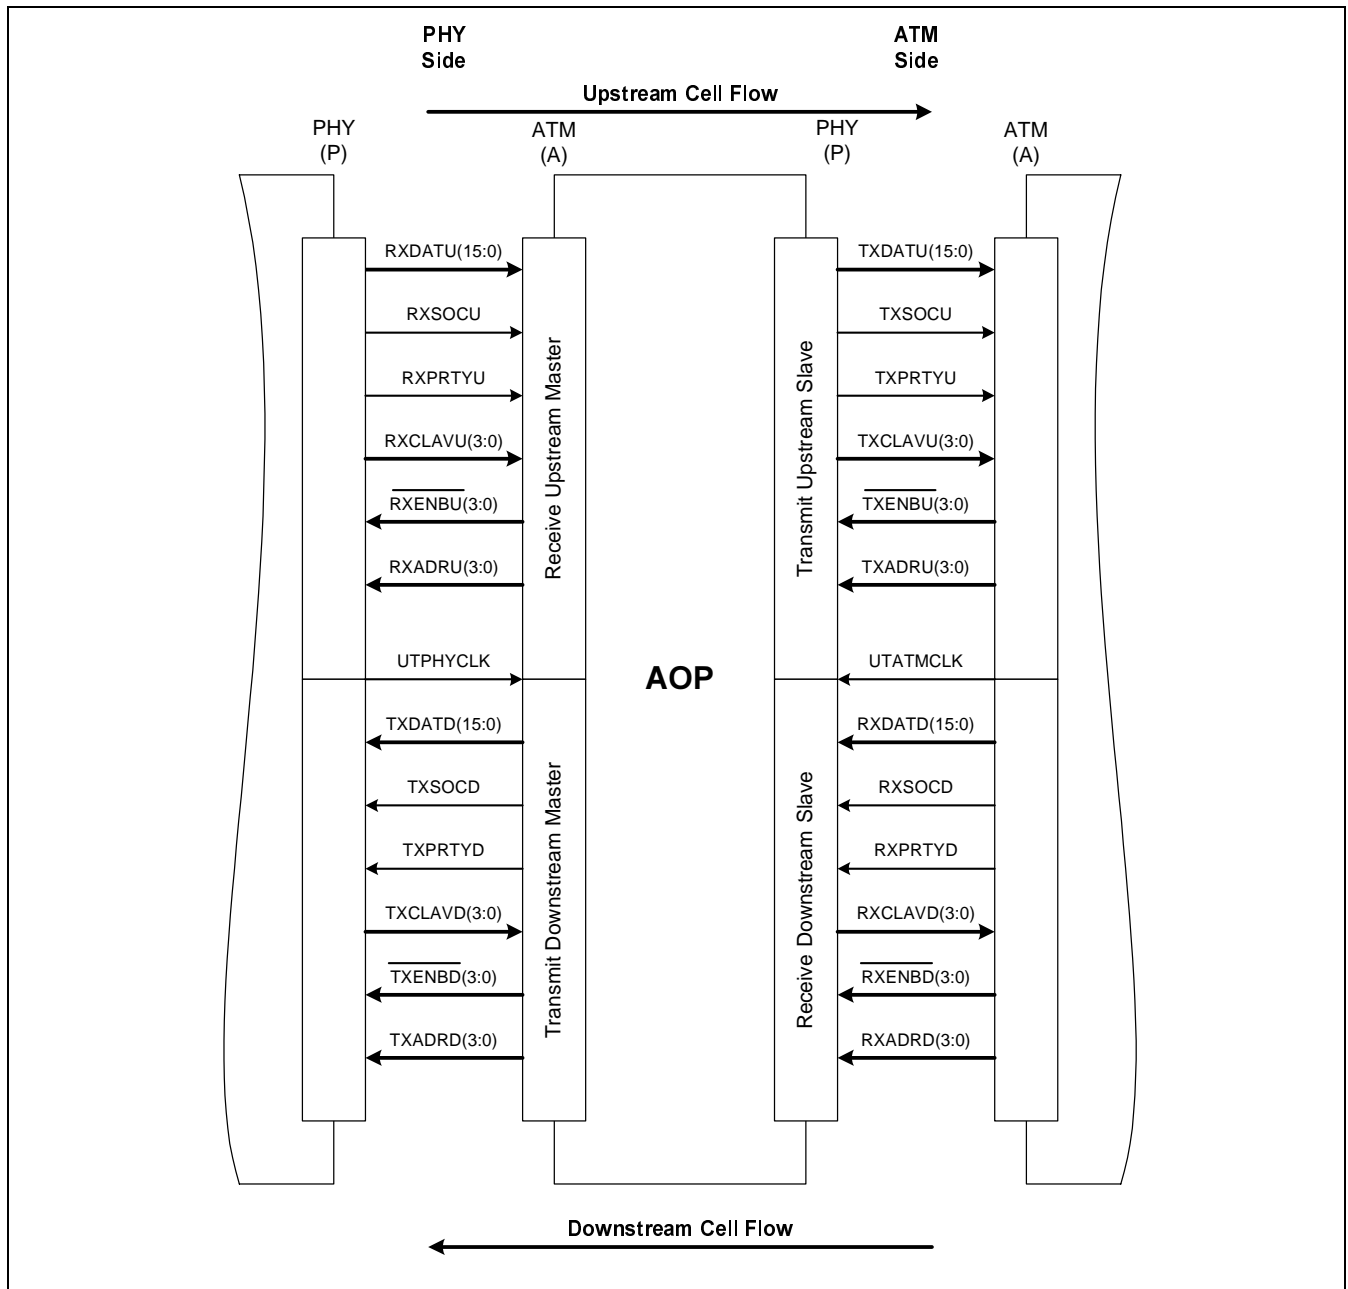 PHY
Side
ATM
Side
Upstream Cell Flow
PHY
(P)
ATM
(A)
PHY
(P)
ATM
(A)
RXDATU(15:0)
RXSOCU
RXPRTYU
RXCLAVU(3:0)
RXENBU(3:0)
RXADRU(3:0)
UTPHYCLK
TXDATD(15:0)
TXSOCD
TXPRTYD
TXCLAVD(3:0)
TXENBD(3:0)
TXADRD(3:0)
Receive Upstream Master
Transmit Downstream Master
AOP
Transmit Upstream Slave
Receive Downstream Slave
TXDATU(15:0)
TXSOCU
TXPRTYU
TXCLAVU(3:0)
TXENBU(3:0)
TXADRU(3:0)
UTATMCLK
RXDATD(15:0)
RXSOCD
RXPRTYD
RXCLAVD(3:0)
RXENBD(3:0)
RXADRD(3:0)
Downstream Cell Flow